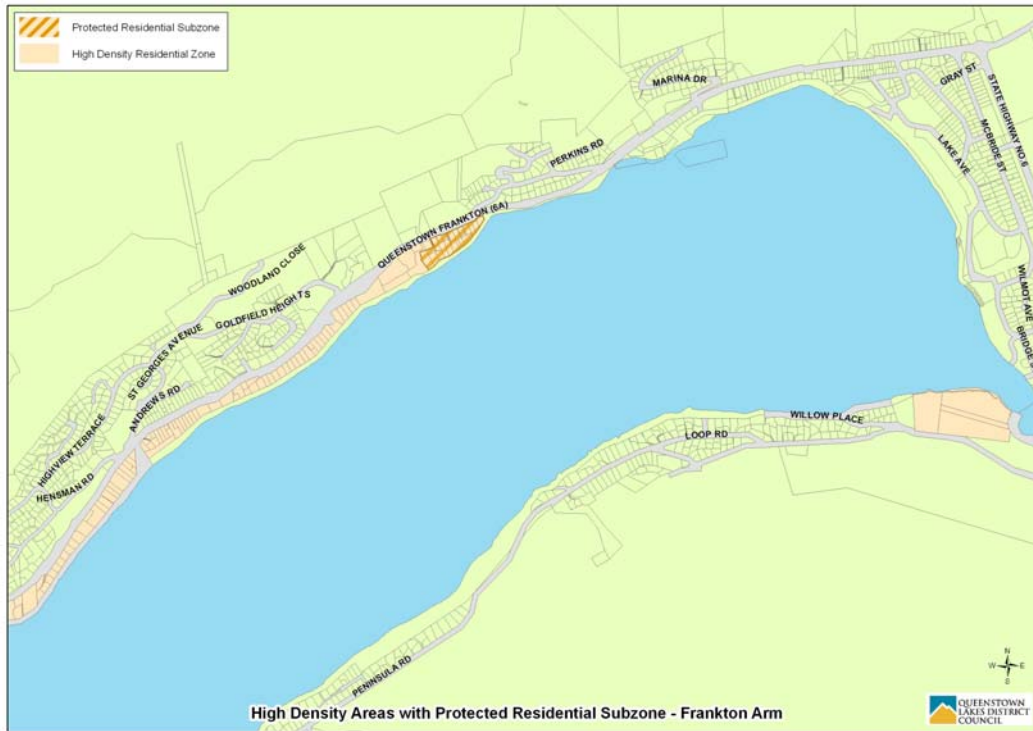 Protected Residential Subzone
High Density Residential Zone
MARINA DR
GRAY ST
STATE HIGHWAY NO.6
PERKINS RD
LAKE AVE
MCBRIDE ST
QUEENSTOWN FRANKTON (6A)
WOODLAND CLOSE
GOLDFIELD HEIGHTS
ST GEORGES AVENUE
ANDREWS RD
WILMOT AVE
BRIDGE S
HIGHVIEW TERRACE
HENSMAN RD
WILLOW PLACE
LOOP RD
PENINSULA RD
N
W E
S
High Density Areas with Protected Residential Subzone - Frankton Arm
QUEENSTOWN
LAKES DISTRICT
COUNCIL